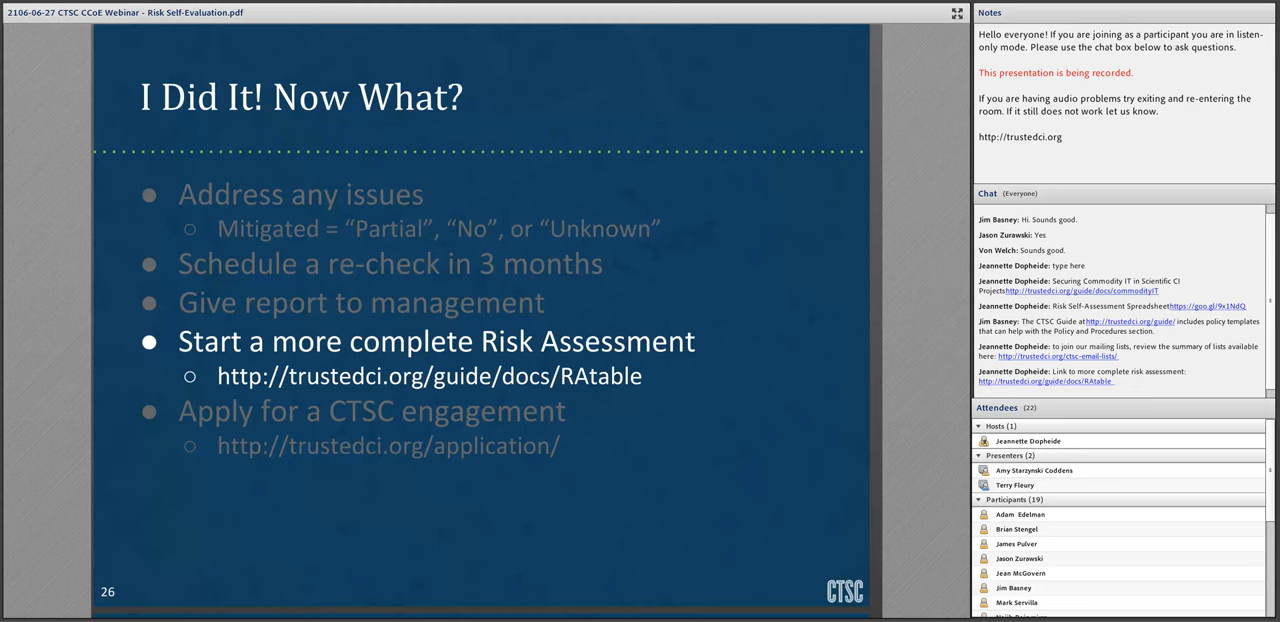 2106-06-27 CTSC CCoE Webinar - Risk Self-Evaluation.pdf
I Did It! Now What?
● Address any issues
○ Mitigated = “Partial”, “No”, or “Unknown”
● Schedule a re-check in 3 months
● Give report to management
● Start a more complete Risk Assessment
○ http://trustedci.org/guide/docs/RAtable
● Apply for a CTSC engagement
○ http://trustedci.org/application/
26
CTSC
Notes
Hello everyone! If you are joining as a participant you are in listen-
only mode. Please use the chat box below to ask questions.
This presentation is being recorded.
If you are having audio problems try exiting and re-entering the
room. If it still does not work let us know.
http://trustedci.org
Chat (Everyone)
Jim Basney: Hi. Sounds good.
Jason Zurawski: Yes
Von Welch: Sounds good.
Jeannette Dopheide: type here
Jeannette Dopheide: Securing Commodity IT in Scientific CI
Projectshttp://trustedci.org/guide/docs/commodityIT
Jeannette Dopheide: Risk Self-Assessment Spreadsheethttps://goo.gl/9x1NdQ
Jim Basney: The CTSC Guide at http://trustedci.org/guide/ includes policy templates
that can help with the Policy and Procedures section.
Jeannette Dopheide: to join our mailing lists, review the summary of lists available
here: http://trustedci.org/ctsc-email-lists/
Jeannette Dopheide: Link to more complete risk assessment:
http://trustedci.org/guide/docs/RAtable
Attendees (22)
Hosts (1)
Jeannette Dopheide
Presenters (2)
Amy Starzynski Coddens
Terry Fleury
Participants (19)
Adam Edelman
Brian Stengel
James Pulver
Jason Zurawski
Jean McGovern
Jim Basney
Mark Servilla